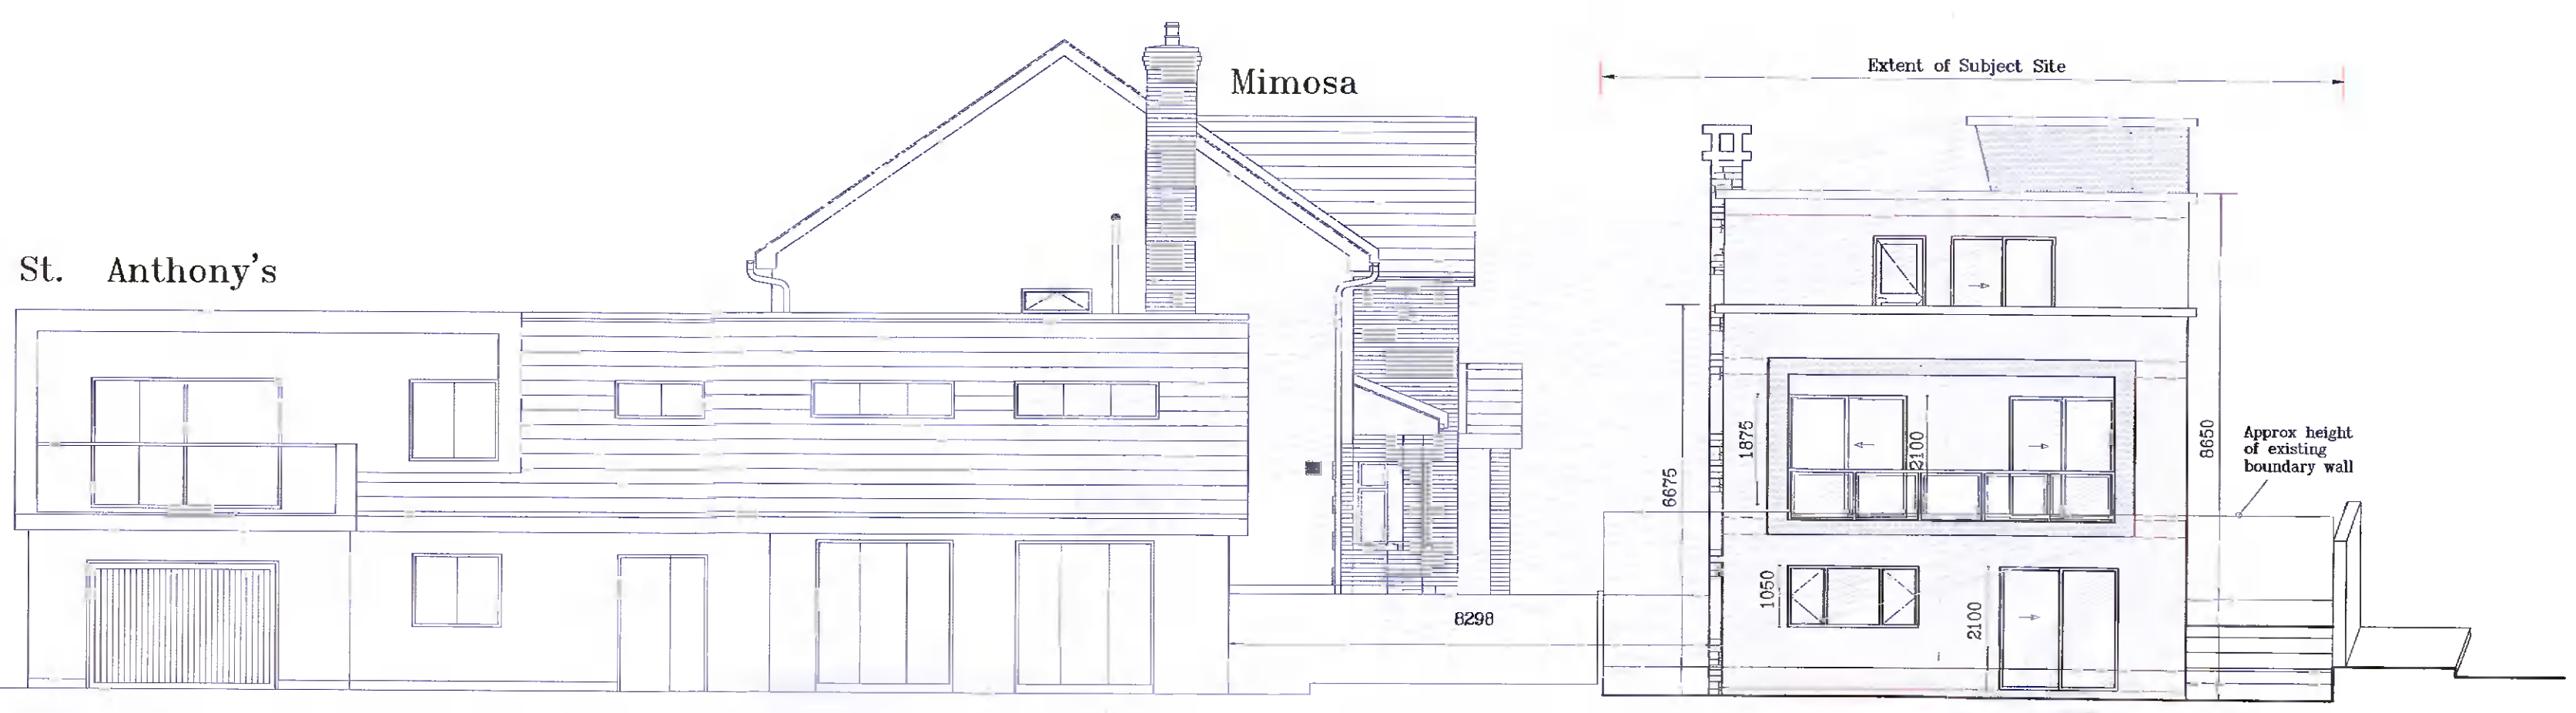 Extent of Subject Site
Mimosa
St. Anthony's
1875
2100
8650
Approx height
of existing
boundary wall
6675
1050
2100
8298